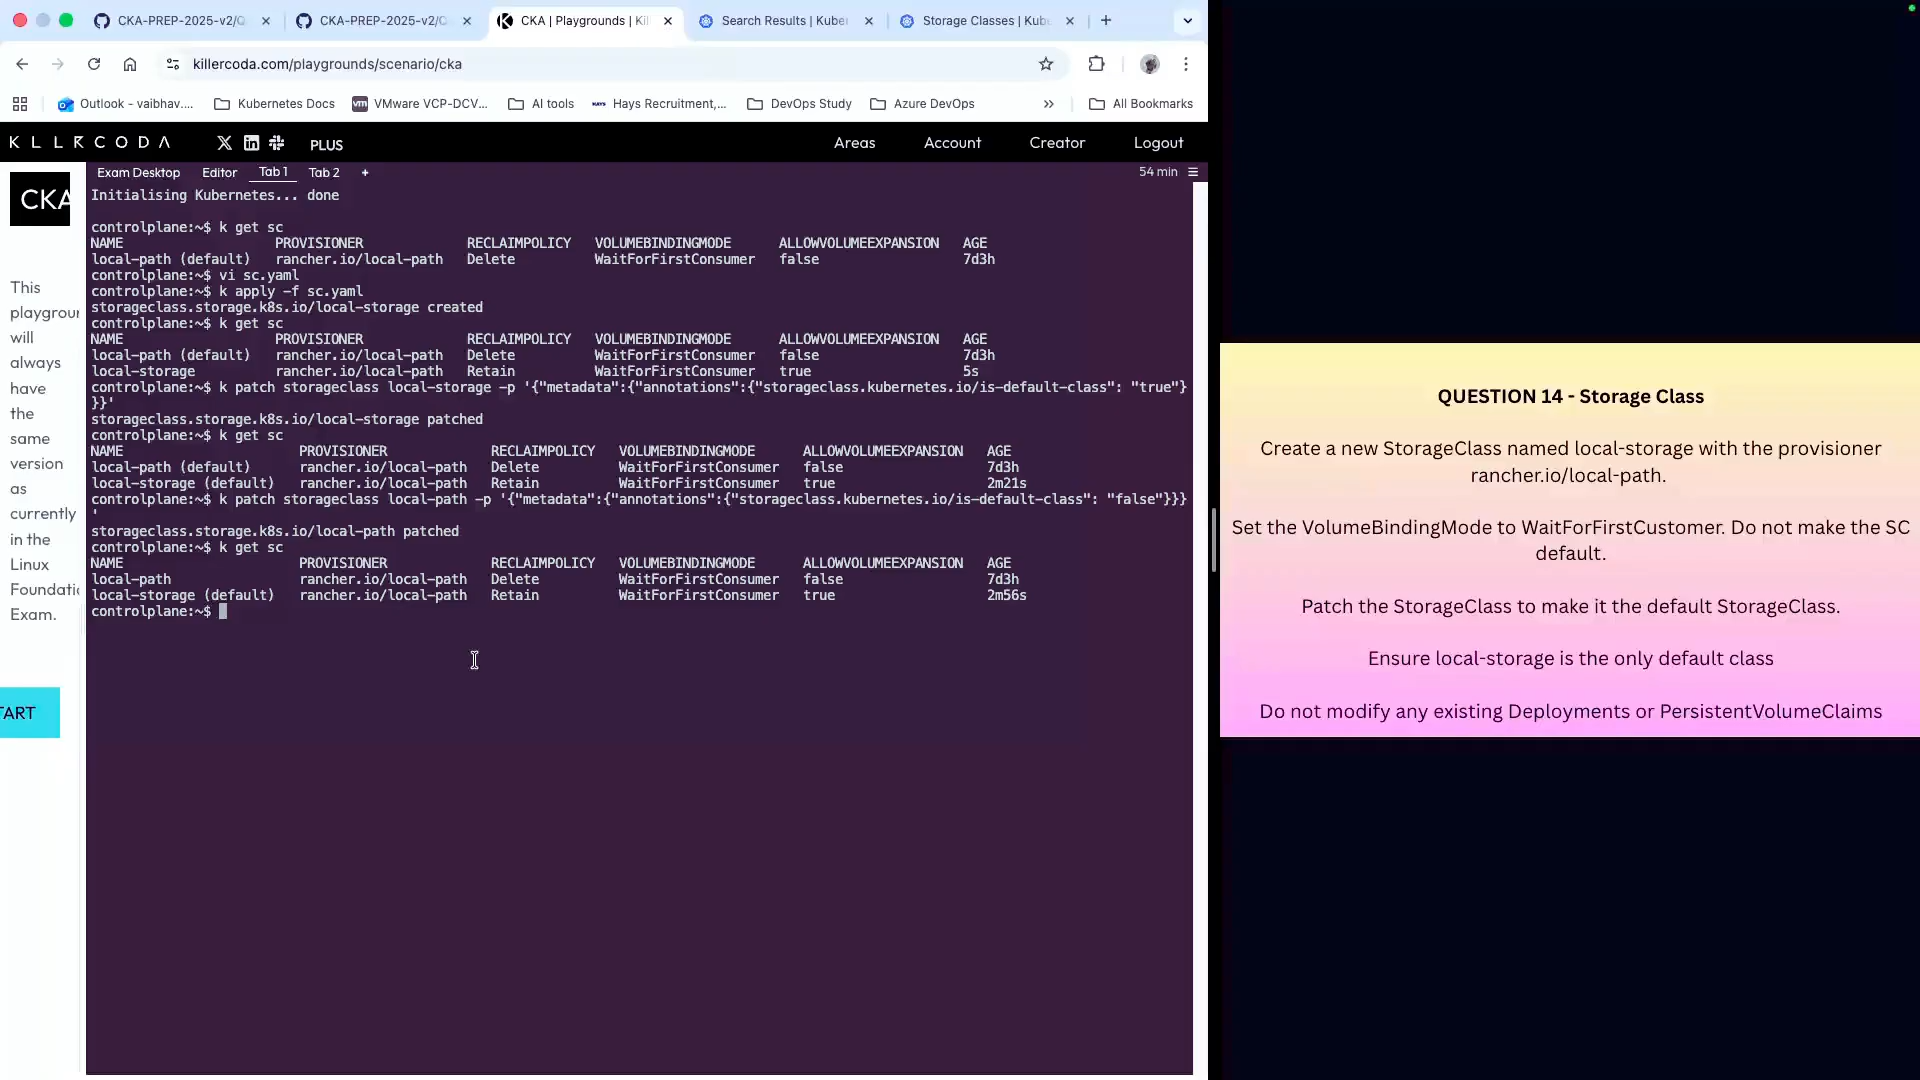 CKA-PREP-2025-v2/Q
CKA-PREP-2025-v2/Q
CKA | Playgrounds | Kil
Search Results | Kube
Storage Classes | Kub
killercoda.com/playgrounds/scenario/cka
Outlook - vaibhav....
Kubernetes Docs
VMware VCP-DCV...
AI tools
Hays Recruitment,...
DevOps Study
Azure DevOps
»
All Bookmarks
KLLRCODA
PLUS
Areas
Account
Creator
Logout
Exam Desktop
Editor
Tab 1
Tab 2
+
54 min
CKA
This
playgrour
will
always
have
the
same
version
as
currently
in the
Linux
Foundatio
Exam.
TART
Initialising Kubernetes... done
controlplane:~$ k get sc
NAME PROVISIONER RECLAIMPOLICY VOLUMEBINDINGMODE ALLOWVOLUMEEXPANSION AGE
local-path (default) rancher.io/local-path Delete WaitForFirstConsumer false 7d3h
controlplane:~$ vi sc.yaml
controlplane:~$ k apply -f sc.yaml
storageclass.storage.k8s.io/local-storage created
controlplane:~$ k get sc
NAME PROVISIONER RECLAIMPOLICY VOLUMEBINDINGMODE ALLOWVOLUMEEXPANSION AGE
local-path (default) rancher.io/local-path Delete WaitForFirstConsumer false 7d3h
local-storage rancher.io/local-path Retain WaitForFirstConsumer true 5s
controlplane:~$ k patch storageclass local-storage -p '{"metadata":{"annotations":{"storageclass.kubernetes.io/is-default-class": "true"}
}}'
storageclass.storage.k8s.io/local-storage patched
controlplane:~$ k get sc
NAME PROVISIONER RECLAIMPOLICY VOLUMEBINDINGMODE ALLOWVOLUMEEXPANSION AGE
local-path (default) rancher.io/local-path Delete WaitForFirstConsumer false 7d3h
local-storage (default) rancher.io/local-path Retain WaitForFirstConsumer true 2m21s
controlplane:~$ k patch storageclass local-path -p '{"metadata":{"annotations":{"storageclass.kubernetes.io/is-default-class": "false"}}}
'
storageclass.storage.k8s.io/local-path patched
controlplane:~$ k get sc
NAME PROVISIONER RECLAIMPOLICY VOLUMEBINDINGMODE ALLOWVOLUMEEXPANSION AGE
local-path rancher.io/local-path Delete WaitForFirstConsumer false 7d3h
local-storage (default) rancher.io/local-path Retain WaitForFirstConsumer true 2m56s
controlplane:~$
QUESTION 14 - Storage Class
Create a new StorageClass named local-storage with the provisioner
rancher.io/local-path.
Set the VolumeBindingMode to WaitForFirstCustomer. Do not make the SC
default.
Patch the StorageClass to make it the default StorageClass.
Ensure local-storage is the only default class
Do not modify any existing Deployments or PersistentVolumeClaims